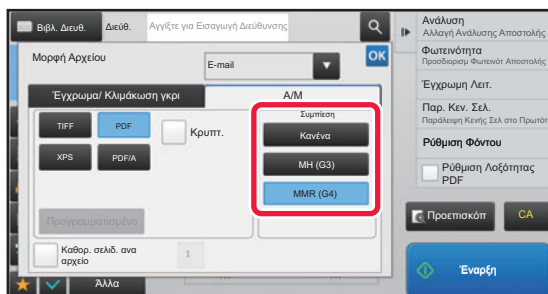 Βιβλ. Διευθ.
Διεύθ.
Αγγίξτε για Εισαγωγή Διεύθυνσης
Μορφή Αρχείου
E-mail
OK
Έγχρωμα/ Κλιμάκωση γκρι
Α/Μ
TIFF
PDF
Κρυπτ.
XPS
PDF/A
Προγραμματισμένο
Συμπίεση
Κανένα
MH (G3)
MMR (G4)
Καθορ. σελιδ. ανα
αρχείο
1
Άλλα
Ανάλυση
Αλλαγή Ανάλυσης Αποστολής
Φωτεινότητα
Προσδιορισμ Φωτεινότ Αποστολής
Έγχρωμη Λειτ.
Παρ. Κεν. Σελ.
Παράλειψη Κενής Σελ στο Πρωτότ
Ρύθμιση Φόντου
Ρύθμιση Λοξότητας
PDF
Προεπισκόπ
CA
Έναρξη